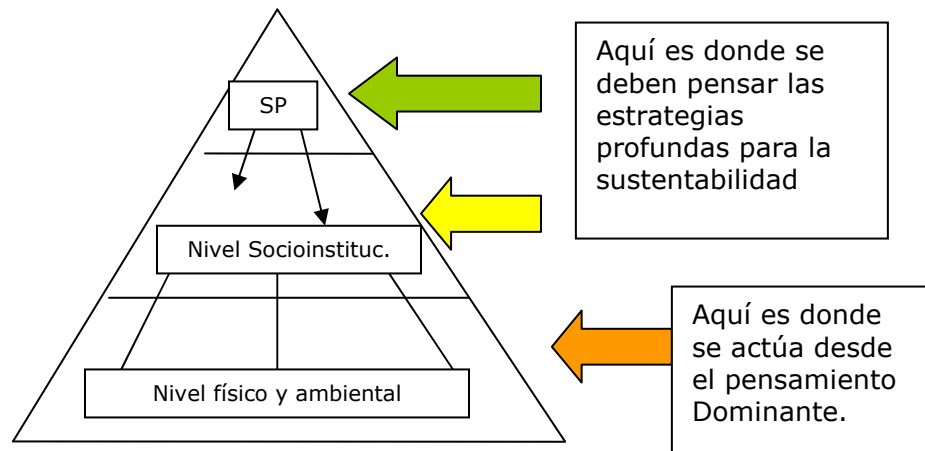 SP
Aquí es donde se
deben pensar las
estrategias
profundas para la
sustentabilidad
Nivel Socioinstituc.
Nivel físico y ambiental
Aquí es donde
se actúa desde
el pensamiento
Dominante.